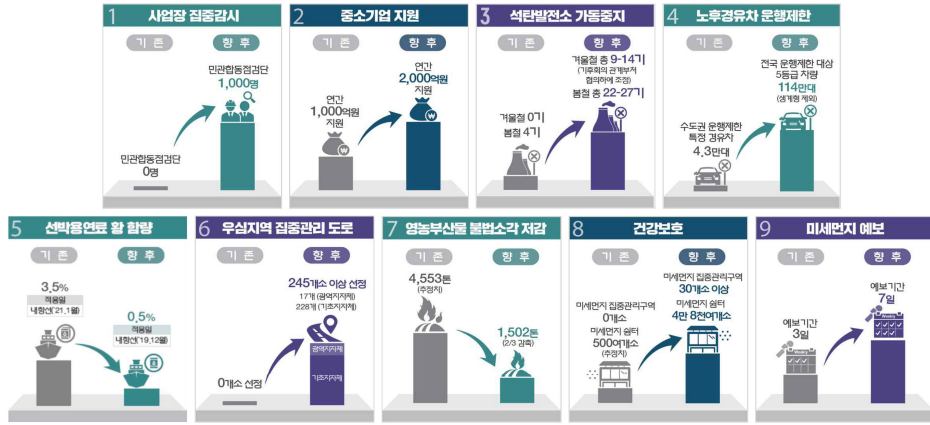 1 사업장 집중감시
기존
향후
민관합동점검단
1,000명
민관합동점검단
0명
2 중소기업 지원
기존
향후
연간
2,000억원
지원
연간
1,000억원
지원
3 석탄발전소 가동중지
기존
향후
겨울철 총 9-14기
(기후회의 관계부처
협의하에 조정)
봄철 총 22-27기
겨울철 0기
봄철 4기
4 노후경유차 운행제한
기존
향후
전국 운행제한 대상
5등급 차량
114만대
(생계형 제외)
수도권 운행제한
특정 경유차
4.3만대
5 선박용연료 황 함량
기존
향후
3.5%
적용일
내항선('21.1월)
0.5%
적용일
내항선('19.12월)
6 우심지역 집중관리 도로
기존
향후
245개소 이상 선정
17개 (광역지자체)
228개 (기초지자체)
광역지자체
기초지자체
0개소 선정
7 영농부산물 불법소각 저감
기존
향후
4,553톤
(추정치)
1,502톤
(2/3 감축)
8 건강보호
기존
향후
미세먼지 집중관리구역
30개소 이상
미세먼지 쉼터
4만 8천여개소
미세먼지 집중관리구역
0개소
미세먼지 쉼터
500여개소
(추정치)
9 미세먼지 예보
기존
향후
예보기간
7일
Weekly
예보기간
3일
Weekly